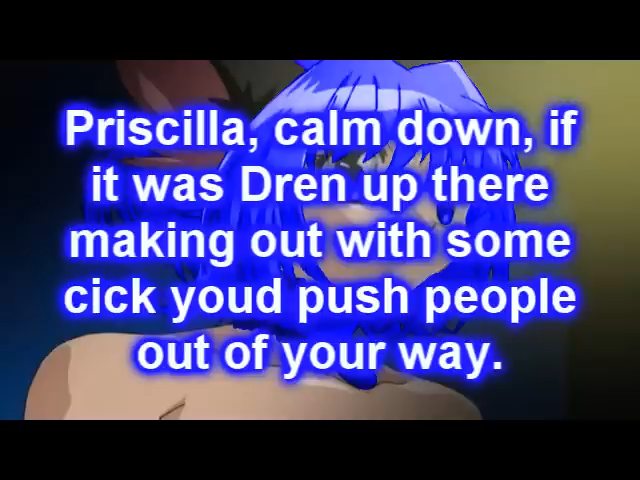 Priscilla, calm down, if
it was Dren up there
making out with some
cick youd push people
out of your way.